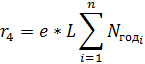 r₄ = e * L ∑ᵢ₌₁ⁿ N_годᵢ